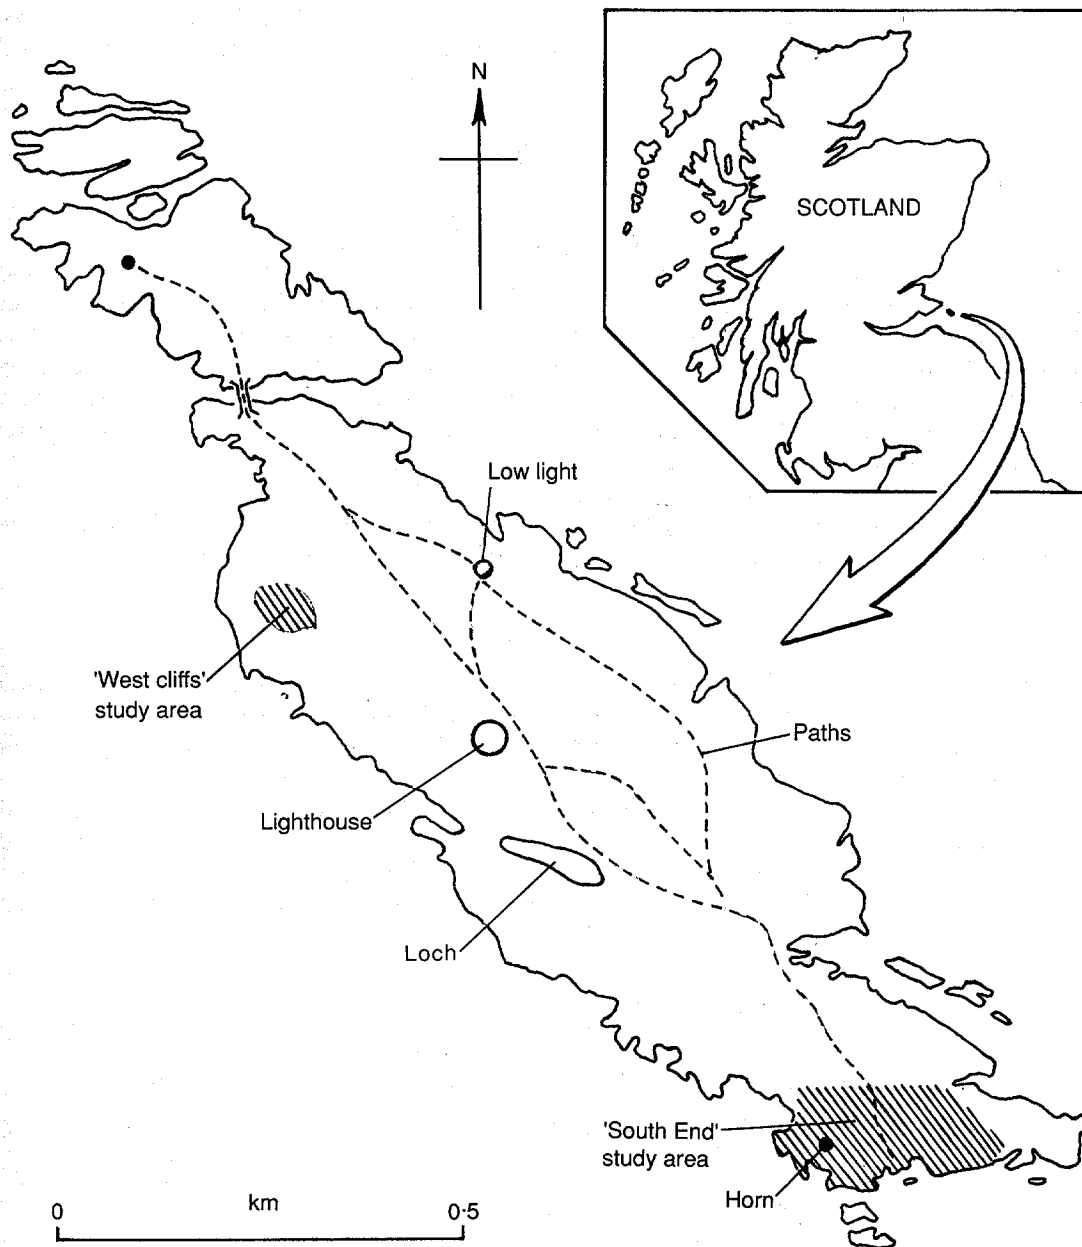 N
SCOTLAND
Low light
'West cliffs'
study area
Paths
Lighthouse
Loch
'South End'
study area
Horn
km
0
0·5